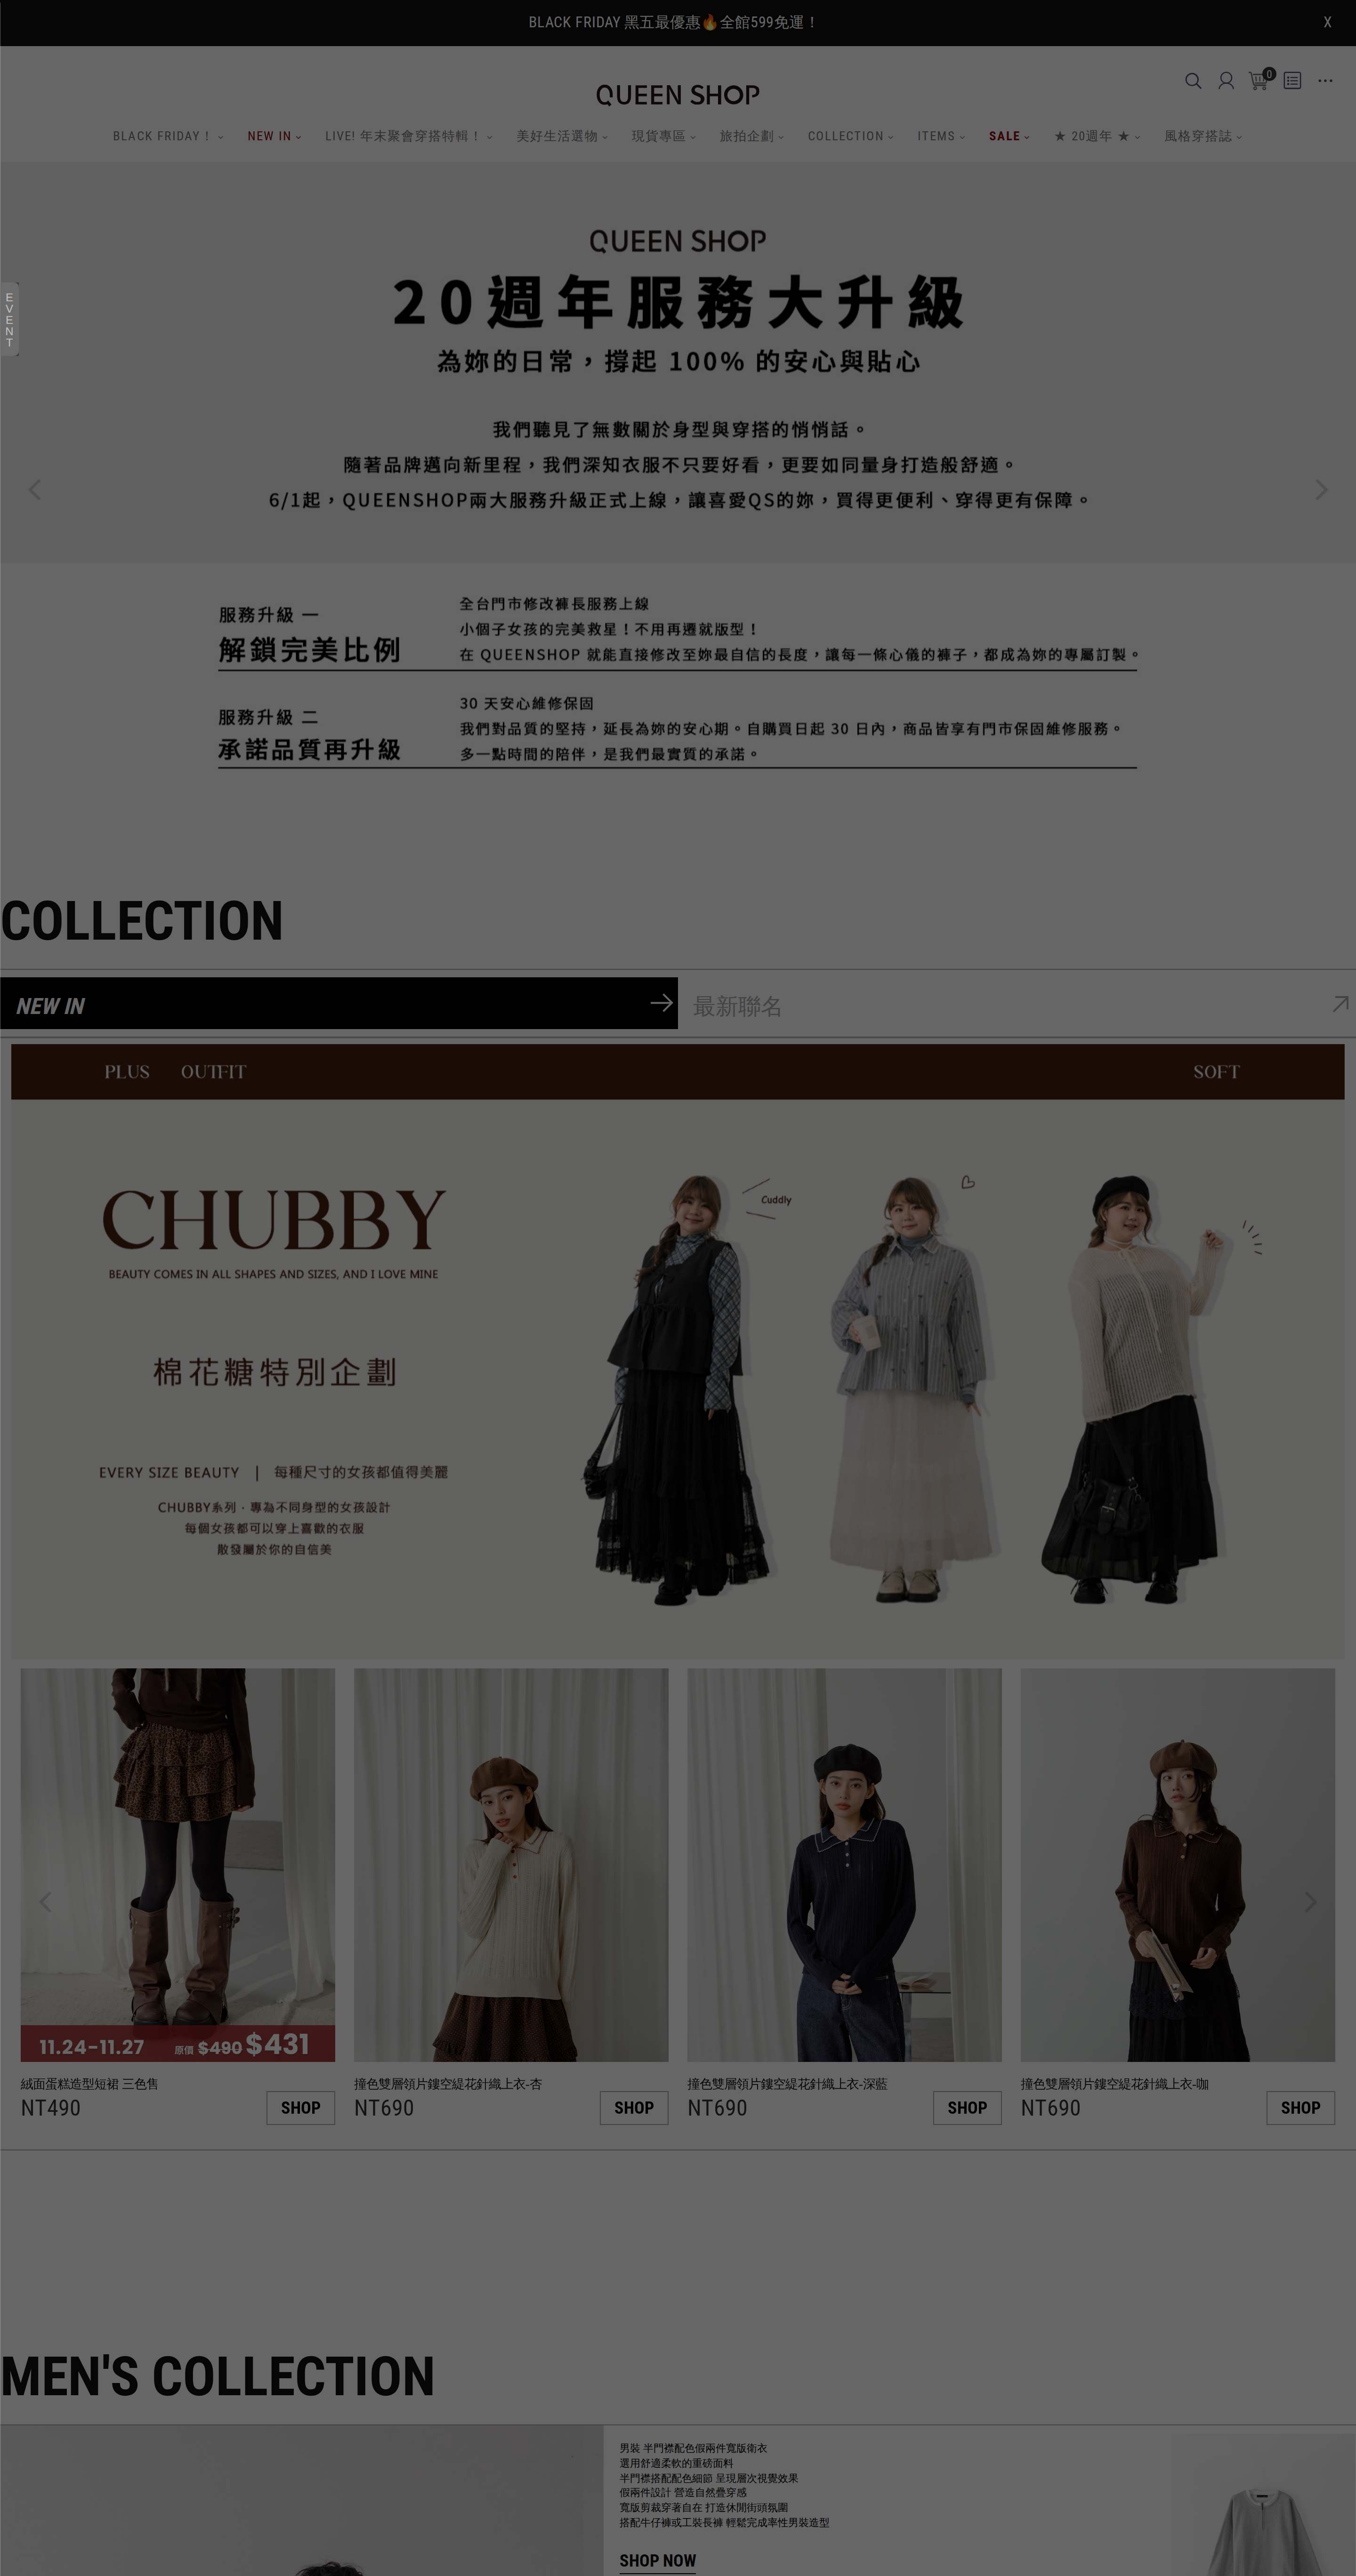 BLACK FRIDAY 黑五最優惠🔥全館599免運！
X
0
QUEEN SHOP
BLACK FRIDAY！
NEW IN
LIVE! 年末聚會穿搭特輯！
美好生活選物
現貨專區
旅拍企劃
COLLECTION
ITEMS
SALE
★ 20週年 ★
風格穿搭誌
EVENT
QUEEN SHOP
20週年服務大升級
為妳的日常，撐起 100% 的安心與貼心
我們聽見了無數關於身型與穿搭的悄悄話。
隨著品牌邁向新里程，我們深知衣服不只要好看，更要如同量身打造般舒適。
6/1起，QUEENSHOP兩大服務升級正式上線，讓喜愛QS的妳，買得更便利、穿得更有保障。
服務升級 一
解鎖完美比例
全台門市修改褲長服務上線
小個子女孩的完美救星！不用再遷就版型！
在 QUEENSHOP 就能直接修改至妳最自信的長度，讓每一條心儀的褲子，都成為妳的專屬訂製。
服務升級 二
承諾品質再升級
30 天安心維修保固
我們對品質的堅持，延長為妳的安心期。自購買日起 30 日內，商品皆享有門市保固維修服務。
多一點時間的陪伴，是我們最實質的承諾。
COLLECTION
NEW IN
最新聯名
PLUS OUTFIT SOFT
CHUBBY
BEAUTY COMES IN ALL SHAPES AND SIZES, AND I LOVE MINE
Cuddly
棉花糖特別企劃
EVERY SIZE BEAUTY | 每種尺寸的女孩都值得美麗
CHUBBY系列・專為不同身型的女孩設計
每個女孩都可以穿上喜歡的衣服
散發屬於你的自信美
11.24-11.27 原價 $490 $431
絨面蛋糕造型短裙 三色售
NT490
SHOP
撞色雙層領片鏤空緹花針織上衣-杏
NT690
SHOP
撞色雙層領片鏤空緹花針織上衣-深藍
NT690
SHOP
撞色雙層領片鏤空緹花針織上衣-咖
NT690
SHOP
MEN'S COLLECTION
男裝 半門襟配色假兩件寬版衛衣
選用舒適柔軟的重磅面料
半門襟搭配配色細節 呈現層次視覺效果
假兩件設計 營造自然疊穿感
寬版剪裁穿著自在 打造休閒街頭氛圍
搭配牛仔褲或工裝長褲 輕鬆完成率性男裝造型
SHOP NOW